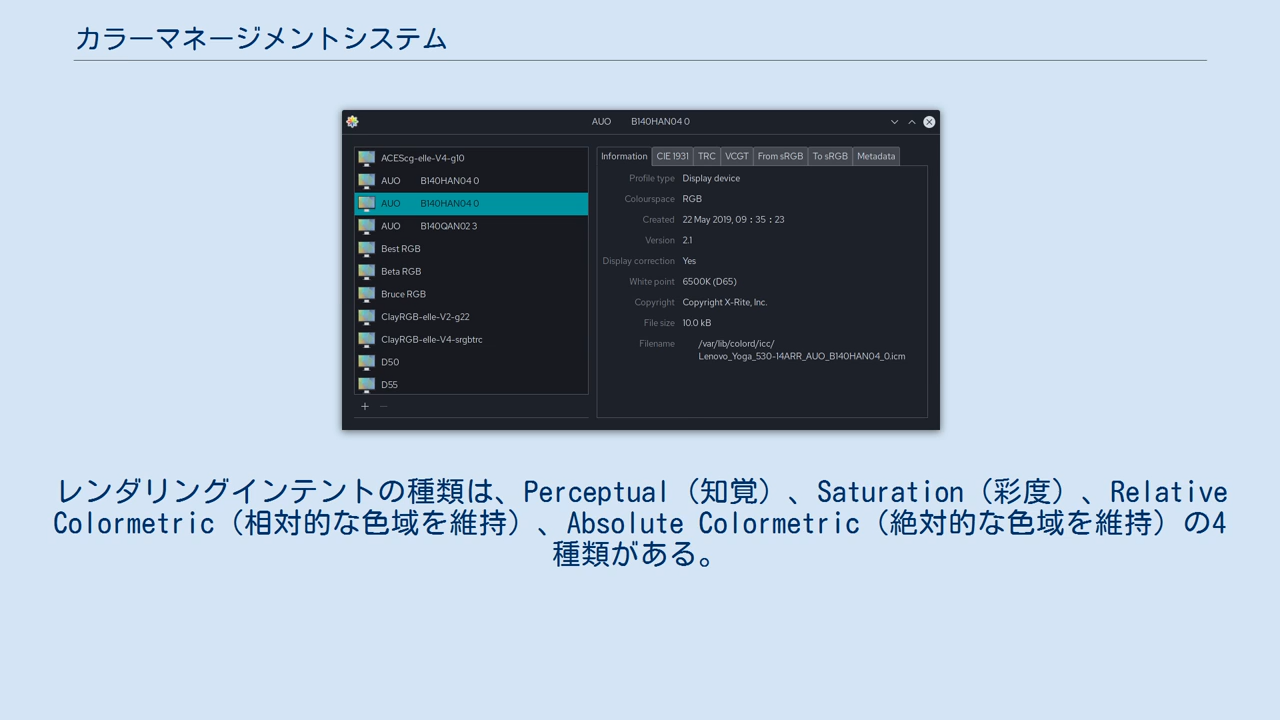 カラーマネージメントシステム
AUO B140HAN04 0
ACEScg-elle-V4-g10
AUO B140HAN04 0
AUO B140HAN04 0
AUO B140QAN02 3
Best RGB
Beta RGB
Bruce RGB
ClayRGB-elle-V2-g22
ClayRGB-elle-V4-srgbtrc
D50
D55
+ −
Information CIE 1931 TRC VCGT From sRGB To sRGB Metadata
Profile type Display device
Colourspace RGB
Created 22 May 2019, 09：35：23
Version 2.1
Display correction Yes
White point 6500K (D65)
Copyright Copyright X-Rite, Inc.
File size 10.0 kB
Filename /var/lib/colord/icc/
Lenovo_Yoga_530-14ARR_AUO_B140HAN04_0.icm
レンダリングインテントの種類は、Perceptual（知覚）、Saturation（彩度）、Relative
Colormetric（相対的な色域を維持）、Absolute Colormetric（絶対的な色域を維持）の4
種類がある。